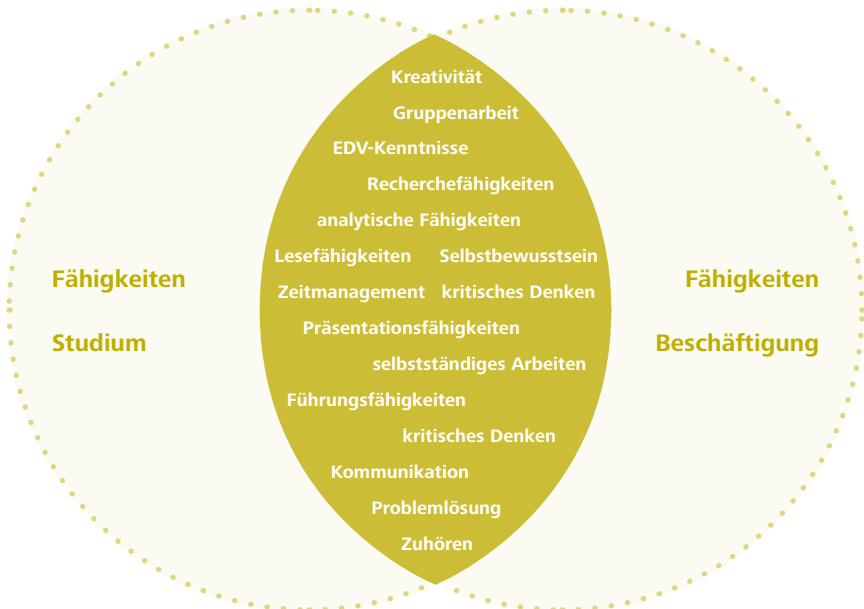 Kreativität
Gruppenarbeit
EDV-Kenntnisse
Recherchefähigkeiten
analytische Fähigkeiten
Lesefähigkeiten Selbstbewusstsein
Zeitmanagement kritisches Denken
Präsentationsfähigkeiten
selbstständiges Arbeiten
Führungsfähigkeiten
kritisches Denken
Kommunikation
Problemlösung
Zuhören
Fähigkeiten
Studium
Fähigkeiten
Beschäftigung